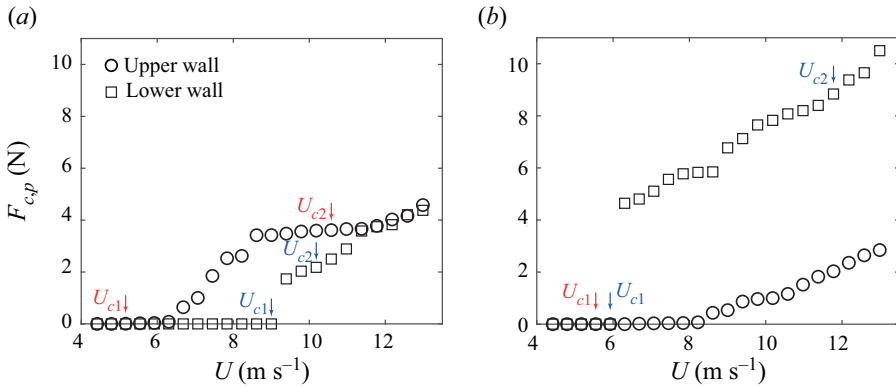 (a)
(b)
10
8
6
4
2
0
F_{c,p} (N)
○ Upper wall
□ Lower wall
U_{c2}
U_{c2}
U_{c1}
U_{c1}
4
6
8
10
12
U (m s⁻¹)
10
8
6
4
2
0
U_{c2}
U_{c1}
U_{c1}
4
6
8
10
12
U (m s⁻¹)